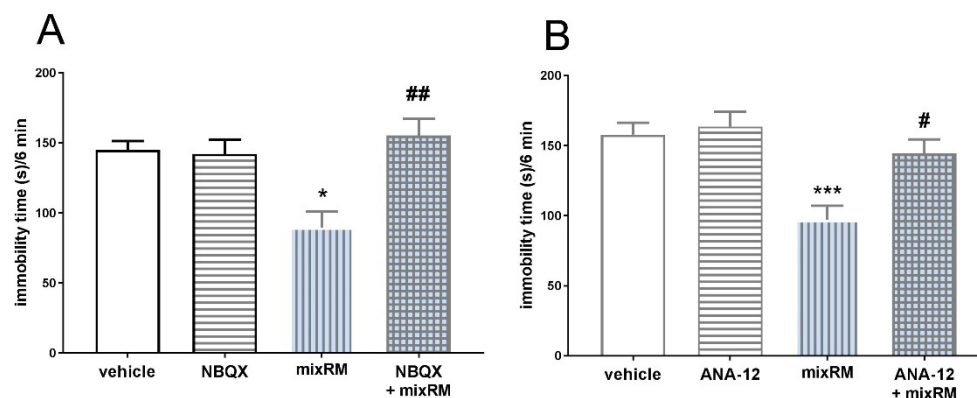 A
immobility time (s)/6 min
200
150
100
50
0
*
##
vehicle
NBQX
mixRM
NBQX
+ mixRM
B
immobility time (s)/6 min
200
150
100
50
0
***
#
vehicle
ANA-12
mixRM
ANA-12
+ mixRM